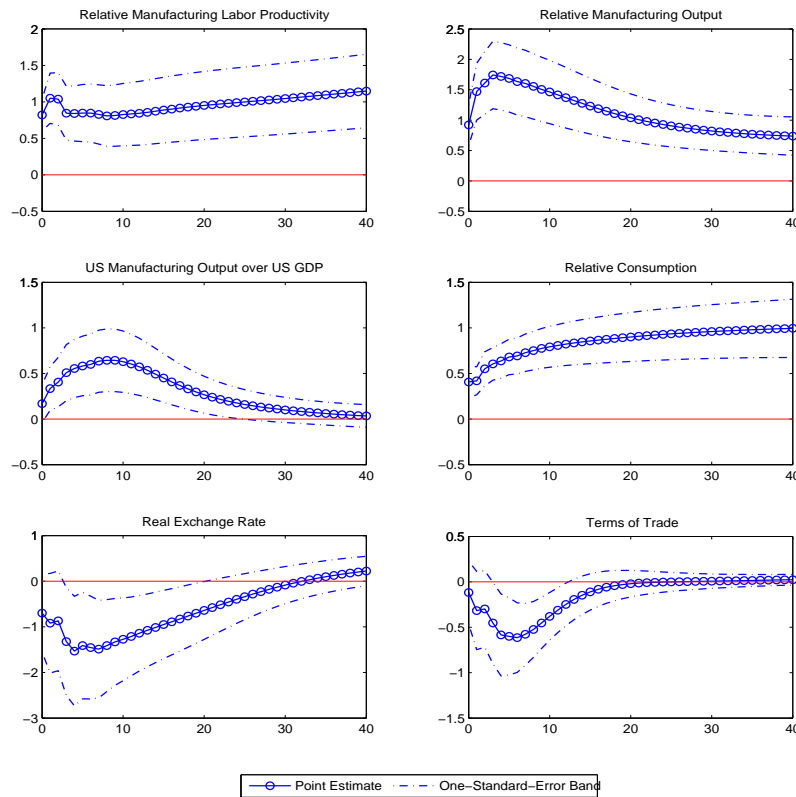 Relative Manufacturing Labor Productivity
2
1.5
1
0.5
0
−0.5
0 10 20 30 40
Relative Manufacturing Output
2.5
2
1.5
1
0.5
0
−0.5
0 10 20 30 40
US Manufacturing Output over US GDP
1.5
1
0.5
0
−0.5
0 10 20 30 40
Relative Consumption
1.5
1
0.5
0
−0.5
0 10 20 30 40
Real Exchange Rate
1
0
−1
−2
−3
0 10 20 30 40
Terms of Trade
0.5
0
−0.5
−1
−1.5
0 10 20 30 40
Point Estimate One−Standard−Error Band